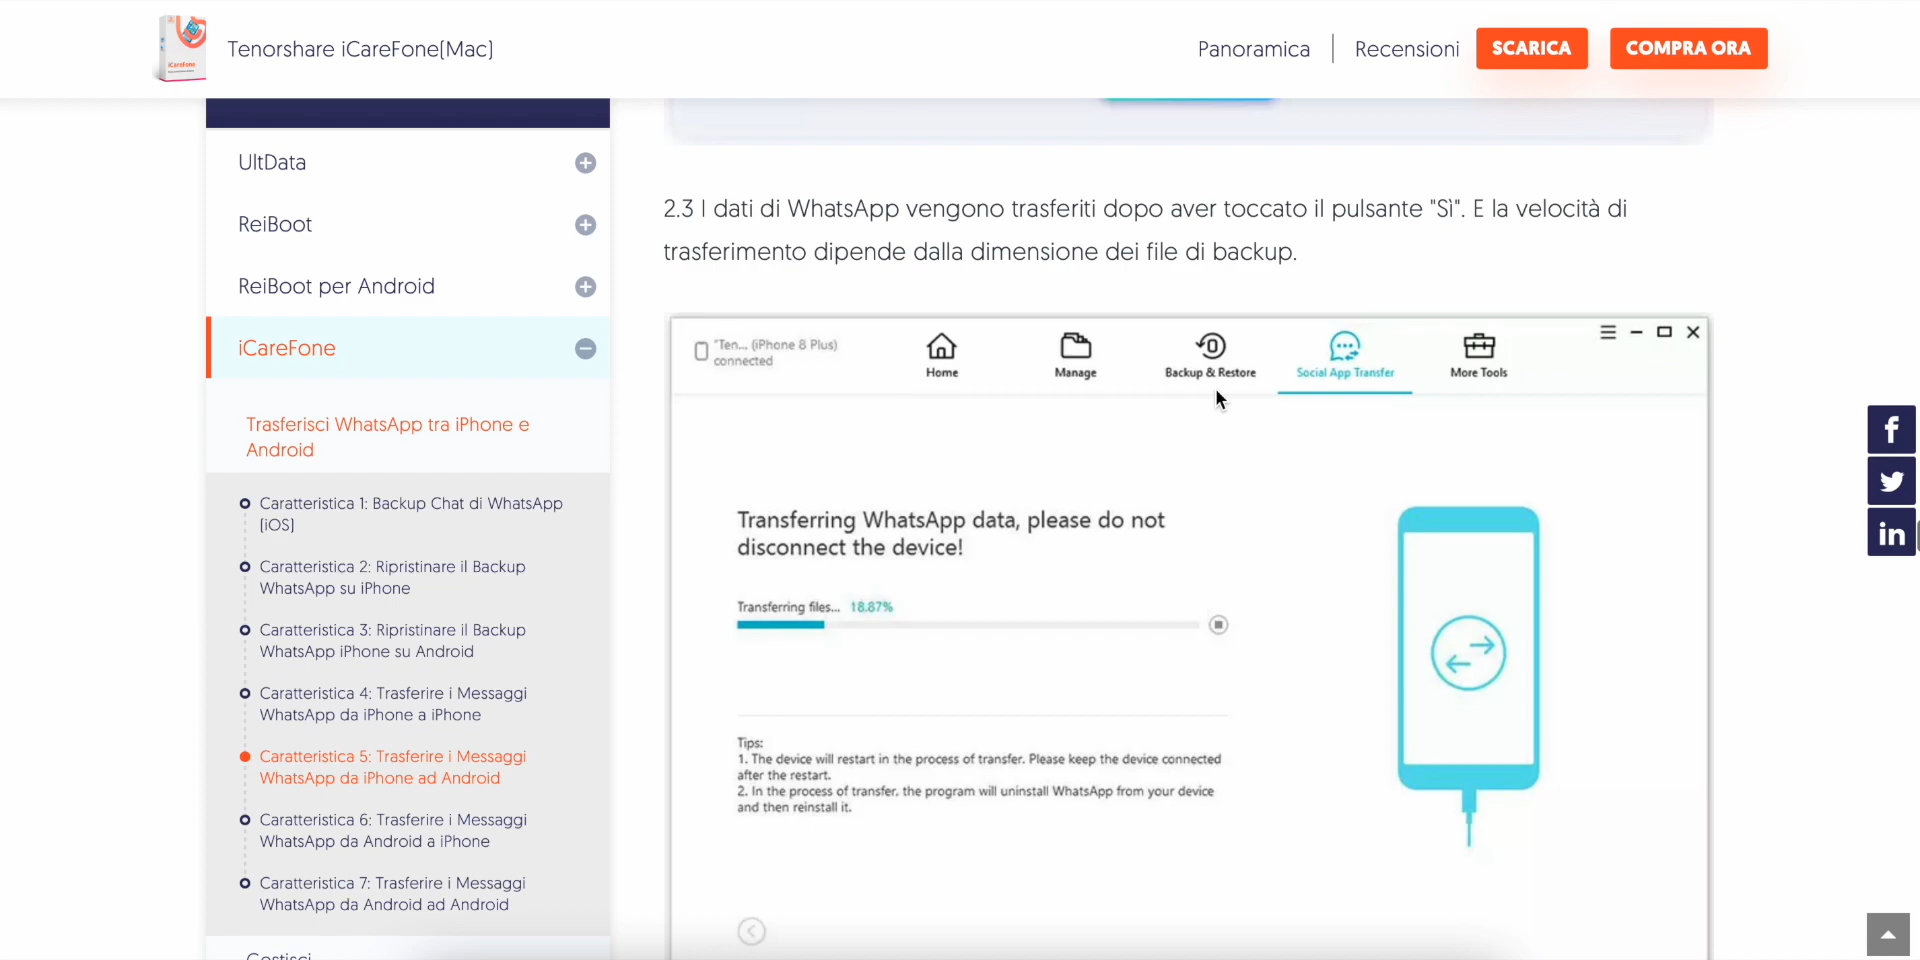 Tenorshare iCareFone(Mac)
Panoramica
Recensioni
SCARICA
COMPRA ORA
UltData
ReiBoot
ReiBoot per Android
iCareFone
Trasferisci WhatsApp tra iPhone e
Android
Caratteristica 1: Backup Chat di WhatsApp
(iOS)
Caratteristica 2: Ripristinare il Backup
WhatsApp su iPhone
Caratteristica 3: Ripristinare il Backup
WhatsApp iPhone su Android
Caratteristica 4: Trasferire i Messaggi
WhatsApp da iPhone a iPhone
Caratteristica 5: Trasferire i Messaggi
WhatsApp da iPhone ad Android
Caratteristica 6: Trasferire i Messaggi
WhatsApp da Android a iPhone
Caratteristica 7: Trasferire i Messaggi
WhatsApp da Android ad Android
2.3 I dati di WhatsApp vengono trasferiti dopo aver toccato il pulsante "Sì". E la velocità di
trasferimento dipende dalla dimensione dei file di backup.
"Ten... (iPhone 8 Plus)
connected
Home
Manage
Backup & Restore
Social App Transfer
More Tools
Transferring WhatsApp data, please do not
disconnect the device!
Transferring files... 18.87%
Tips:
1. The device will restart in the process of transfer. Please keep the device connected
after the restart.
2. In the process of transfer, the program will uninstall WhatsApp from your device
and then reinstall it.